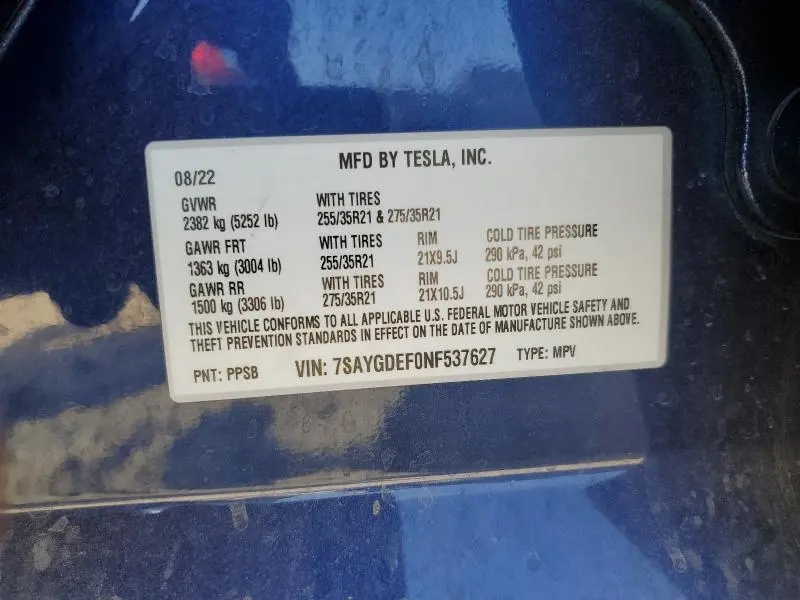 MFD BY TESLA, INC.
08/22
GVWR WITH TIRES
2382 kg (5252 lb) 255/35R21 & 275/35R21
GAWR FRT WITH TIRES RIM COLD TIRE PRESSURE
1363 kg (3004 lb) 255/35R21 21X9.5J 290 kPa, 42 psi
GAWR RR WITH TIRES RIM COLD TIRE PRESSURE
1500 kg (3306 lb) 275/35R21 21X10.5J 290 kPa, 42 psi
THIS VEHICLE CONFORMS TO ALL APPLICABLE U.S. FEDERAL MOTOR VEHICLE SAFETY AND
THEFT PREVENTION STANDARDS IN EFFECT ON THE DATE OF MANUFACTURE SHOWN ABOVE.
PNT: PPSB VIN: 7SAYGDEF0NF537627 TYPE: MPV